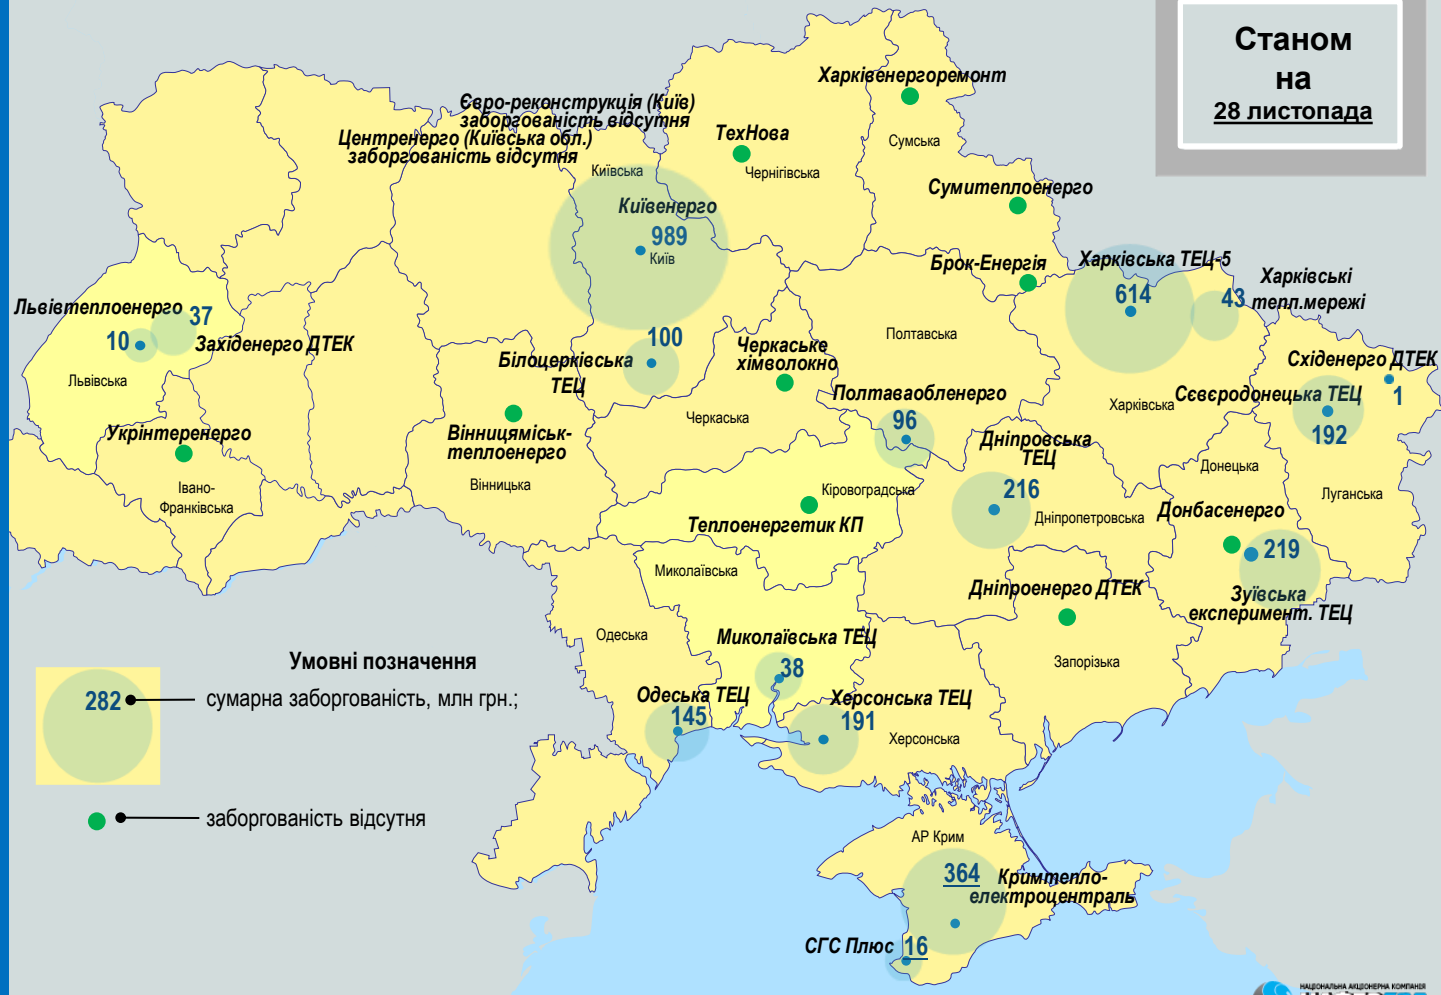 Станом
на
28 листопада
Харківенергоремонт
Євро-реконструкція (Київ)
заборгованість відсутня
Центренерго (Київська обл.)
заборгованість відсутня
ТехНова
Сумська
Київська
Чернігівська
Сумитеплоенерго
Київенерго
989
Київ
Брок-Енергія
Харківська ТЕЦ-5
614
43
Харківські
тепл.мережі
Львівтеплоенерго
37
10
Західенерго ДТЕК
Львівська
100
Білоцерківська
ТЕЦ
Черкаське
хімволокно
Полтавська
Полтаваобленерго
96
Східенерго ДТЕК
1
Сєвєродонецька ТЕЦ
192
Харківська
Черкаська
Укрінтеренерго
Івано-
Франківська
Вінницяміськ-
теплоенерго
Вінницька
Дніпровська
ТЕЦ
216
Дніпропетровська
Донецька
Луганська
Кіровоградська
Теплоенергетик КП
Донбасенерго
219
Зуївська
експеримент. ТЕЦ
Миколаївська
Дніпроенерго ДТЕК
Одеська
Миколаївська ТЕЦ
38
Запорізька
Одеська ТЕЦ
145
Херсонська ТЕЦ
191
Херсонська
Умовні позначення
282
сумарна заборгованість, млн грн.;
заборгованість відсутня
АР Крим
364
Кримтепло-
електроцентраль
СГС Плюс
16
НАЦІОНАЛЬНА АКЦІОНЕРНА КОМПАНІЯ